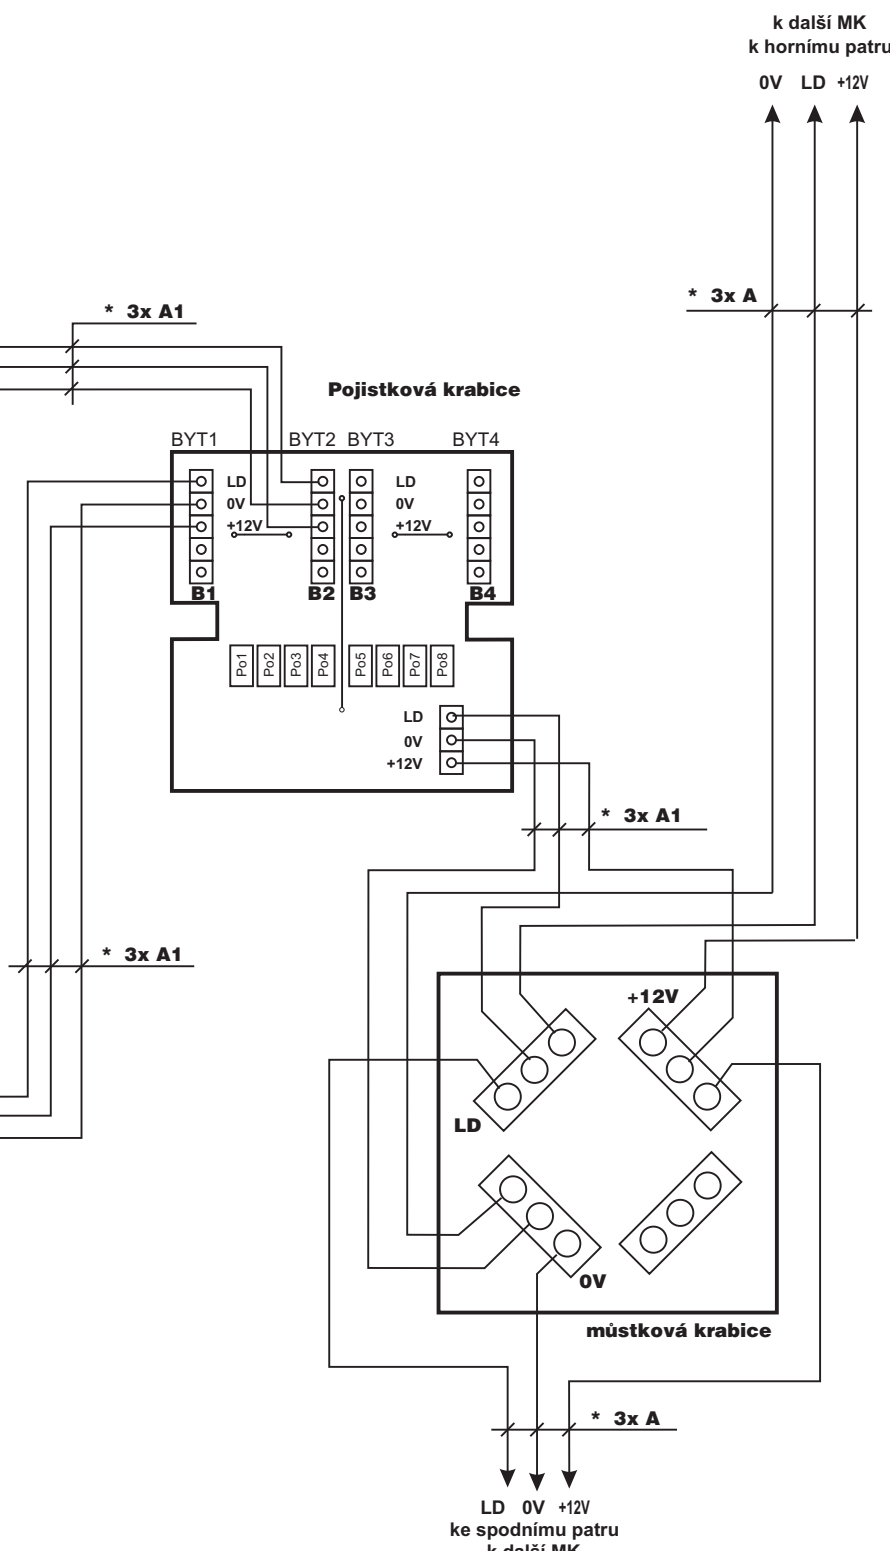 k další MK
k hornímu patru
0V LD +12V
* 3x A
* 3x A1
Pojistková krabice
BYT1 BYT2 BYT3 BYT4
LD LD
0V 0V
+12V +12V
B1 B2 B3 B4
Po1 Po2 Po3 Po4 Po5 Po6 Po7 Po8
LD
0V
+12V
* 3x A1
* 3x A1
+12V
LD
0V
můstková krabice
* 3x A
LD 0V +12V
ke spodnímu patru
k další MK